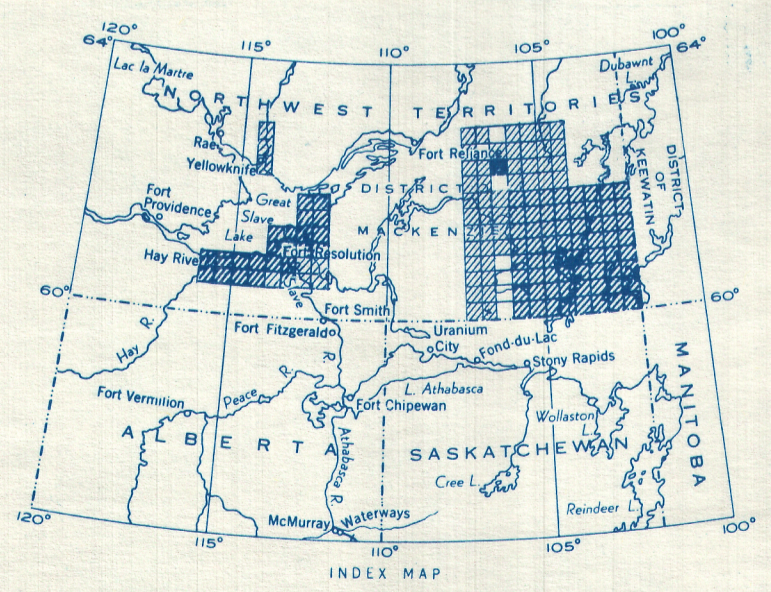 120°
115°
110°
105°
100°
64°
64°
Lac la Martre
Dubawnt
L.
NORTHWEST TERRITORIES
Rae
Yellowknife
Fort Reliance
DISTRICT
OF
KEEWATIN
DISTRICT
MACKENZIE
Fort
Providence
Great
Slave
Lake
Hay River
Fort Resolution
Slave
R.
60°
60°
Fort Smith
Fort Fitzgerald
Uranium
City
Fond-du-Lac
Stony Rapids
Hay R.
Peace R.
Fort Vermilion
L. Athabasca
Fort Chipewan
Wollaston
L.
ALBERTA
SASKATCHEWAN
MANITOBA
Athabasca R.
Cree L.
Reindeer L.
McMurray
Waterways
120°
115°
110°
105°
100°
INDEX MAP